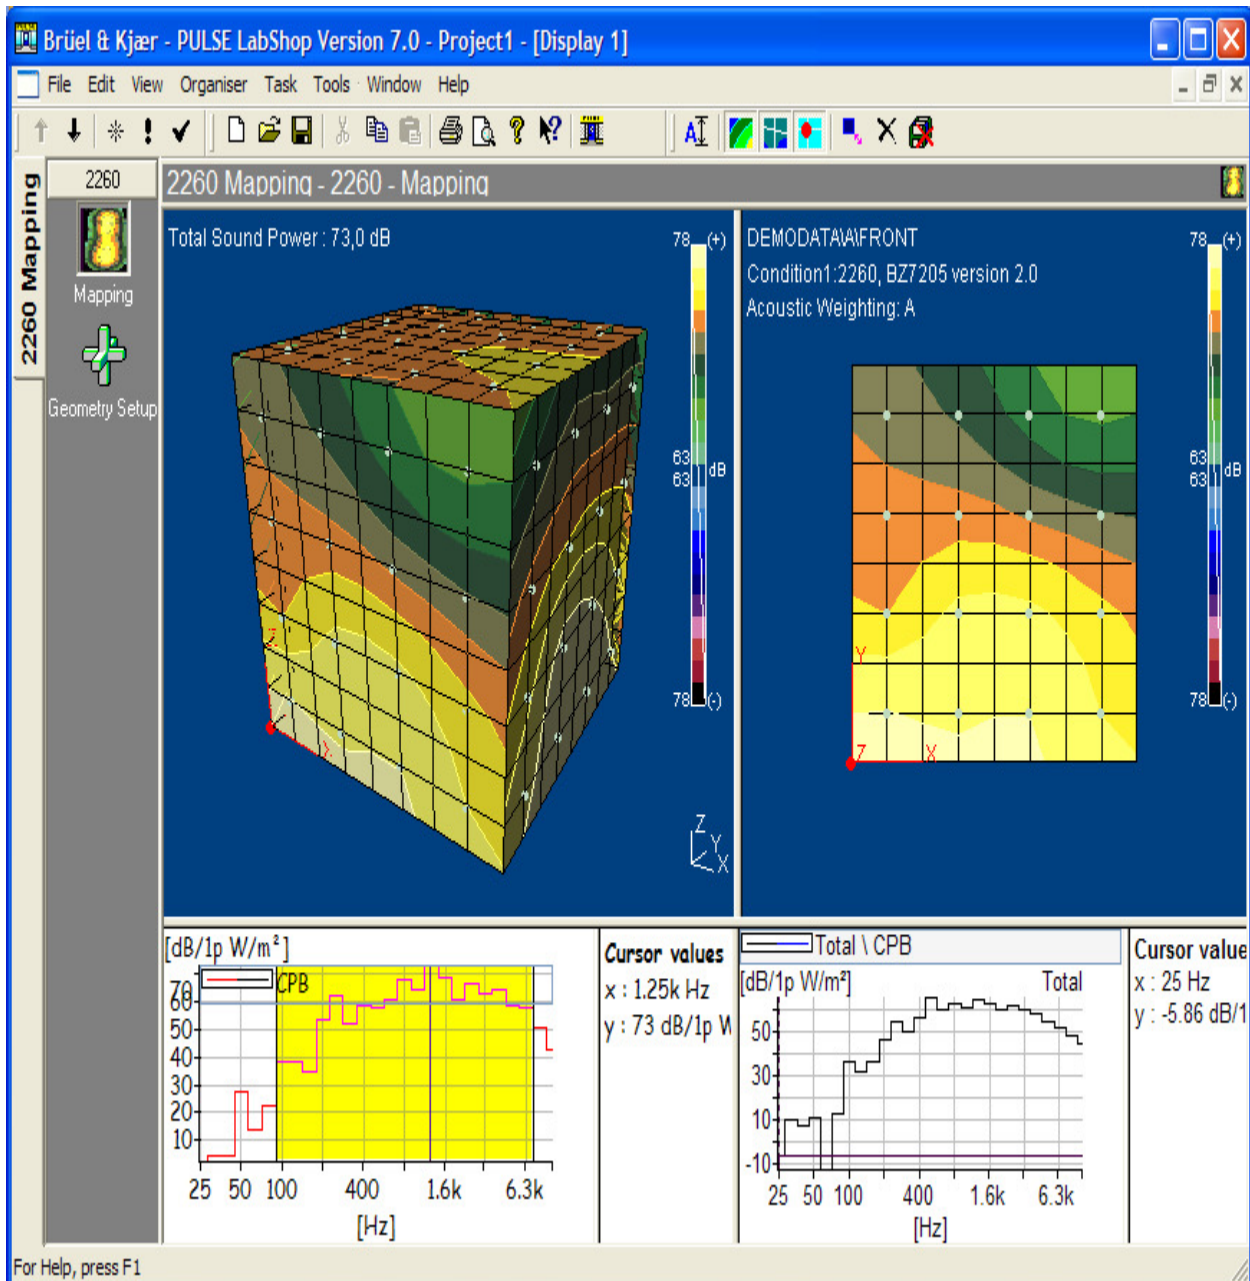 Brüel & Kjær - PULSE LabShop Version 7.0 - Project1 - [Display 1]
File Edit View Organiser Task Tools Window Help
2260 Mapping
2260
Mapping
Geometry Setup
2260 Mapping - 2260 - Mapping
Total Sound Power : 73,0 dB
78 (+)
63
63
dB
78 (-)
Z
X
Z
Y
X
DEMODATA\A\FRONT
Condition1:2260, BZ7205 version 2.0
Acoustic Weighting: A
78 (+)
63
63
dB
78 (-)
Y
Z
X
[dB/1p W/m²]
CPB
70
60
50
40
30
20
10
25 50 100 400 1.6k 6.3k
[Hz]
Cursor values
x : 1.25k Hz
y : 73 dB/1p W
Total \ CPB
[dB/1p W/m²] Total
50
30
10
-10
25 50 100 400 1.6k 6.3k
[Hz]
Cursor value
x : 25 Hz
y : -5.86 dB/1
For Help, press F1